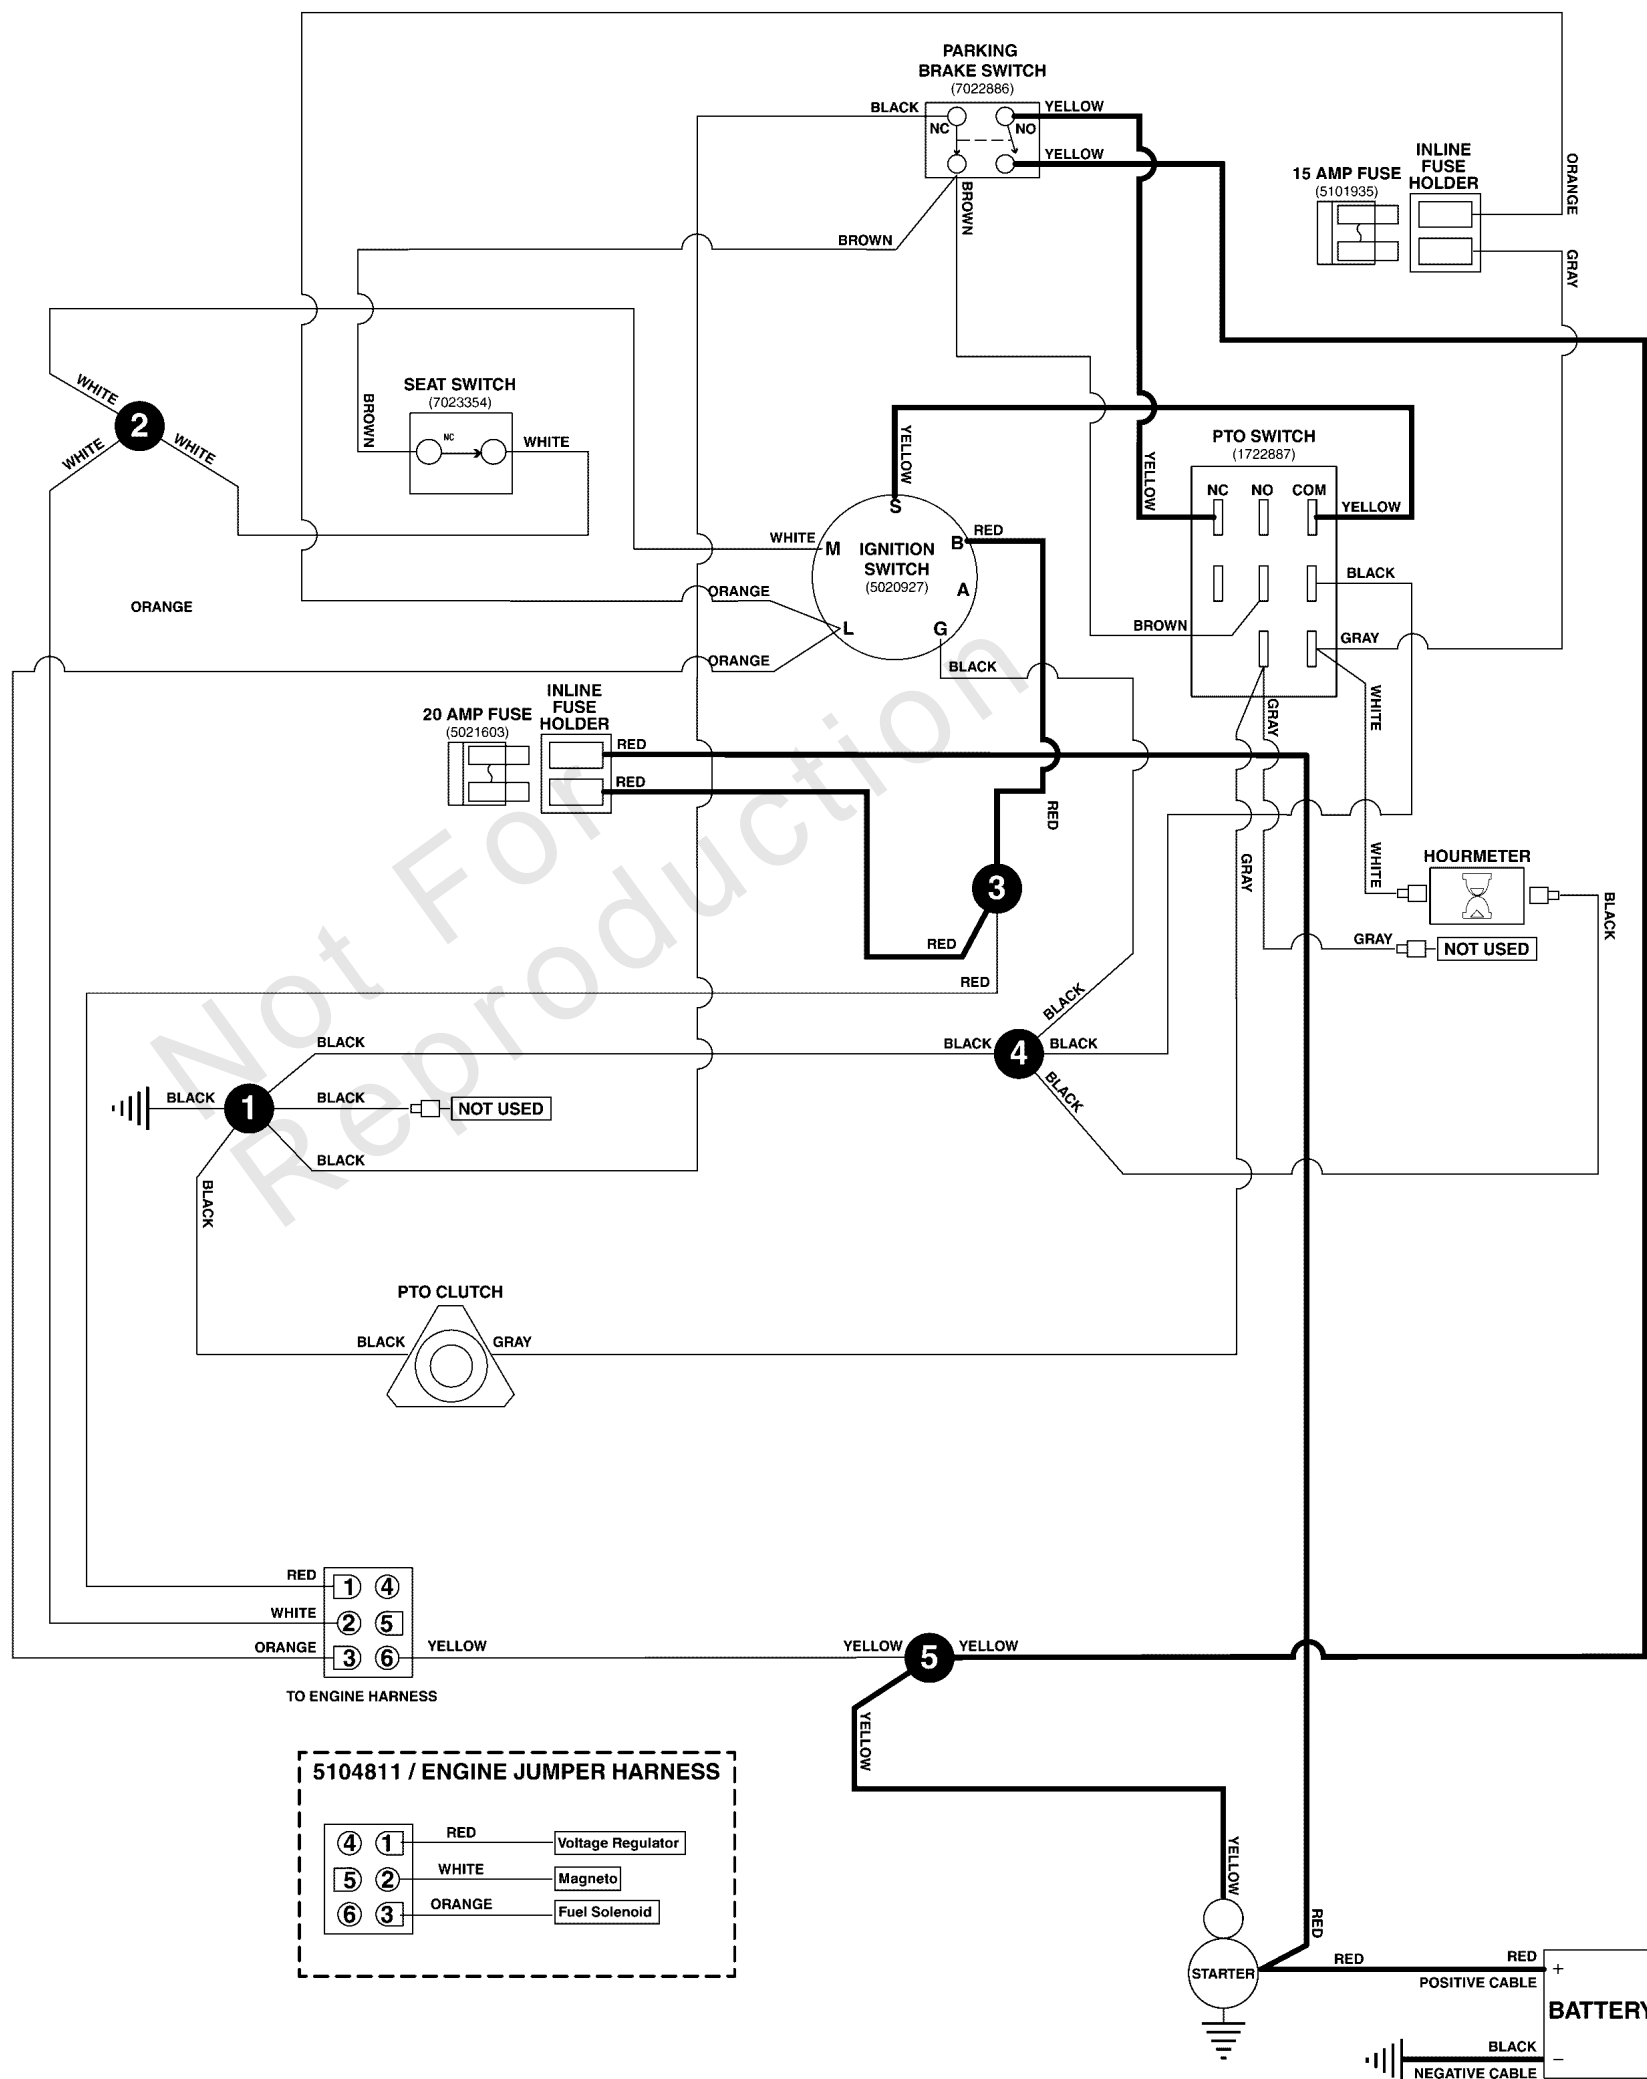 PARKING
BRAKE SWITCH
(7022886)
BLACK
YELLOW
NC
NO
YELLOW
BROWN
BROWN
15 AMP FUSE
(5101935)
INLINE
FUSE
HOLDER
ORANGE
GRAY
WHITE
2
WHITE
WHITE
BROWN
SEAT SWITCH
(7023354)
NC
WHITE
YELLOW
YELLOW
PTO SWITCH
(1722887)
NC
NO
COM
YELLOW
BLACK
BROWN
GRAY
WHITE
GRAY
WHITE
S
M
B
RED
IGNITION
SWITCH
(5020927)
A
L
G
BLACK
ORANGE
ORANGE
ORANGE
20 AMP FUSE
(5021603)
INLINE
FUSE
HOLDER
RED
RED
RED
3
RED
RED
GRAY
WHITE
HOURMETER
BLACK
GRAY
NOT USED
Not For
Reproduction
BLACK
BLACK
4
BLACK
BLACK
BLACK
BLACK
1
BLACK
NOT USED
BLACK
BLACK
PTO CLUTCH
BLACK
GRAY
RED
1
4
WHITE
2
5
ORANGE
3
6
YELLOW
TO ENGINE HARNESS
YELLOW
5
YELLOW
YELLOW
5104811 / ENGINE JUMPER HARNESS
4
1
RED
Voltage Regulator
5
2
WHITE
Magneto
6
3
ORANGE
Fuel Solenoid
YELLOW
STARTER
RED
RED
RED
POSITIVE CABLE
+
BATTERY
BLACK
−
NEGATIVE CABLE